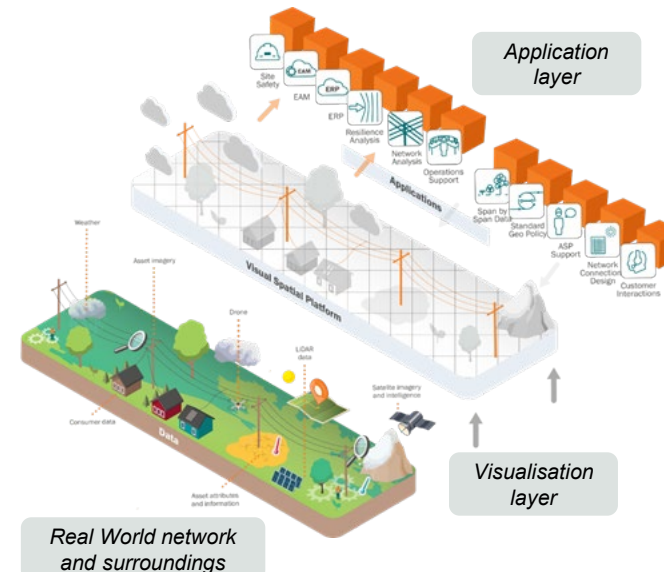 Application
layer
Site
Safety
EAM
EAM
ERP
ERP
Resilience
Analysis
Network
Analysis
Operations
Support
Applications
Span by
Span Data
Standard
Geo Policy
ASP
Support
Network
Connection
Design
Customer
Interactions
Visual Spatial Platform
Weather
Asset imagery
Drone
LiDAR
data
Satellite imagery
and intelligence
Consumer data
Data
Asset attributes
and information
Visualisation
layer
Real World network
and surroundings